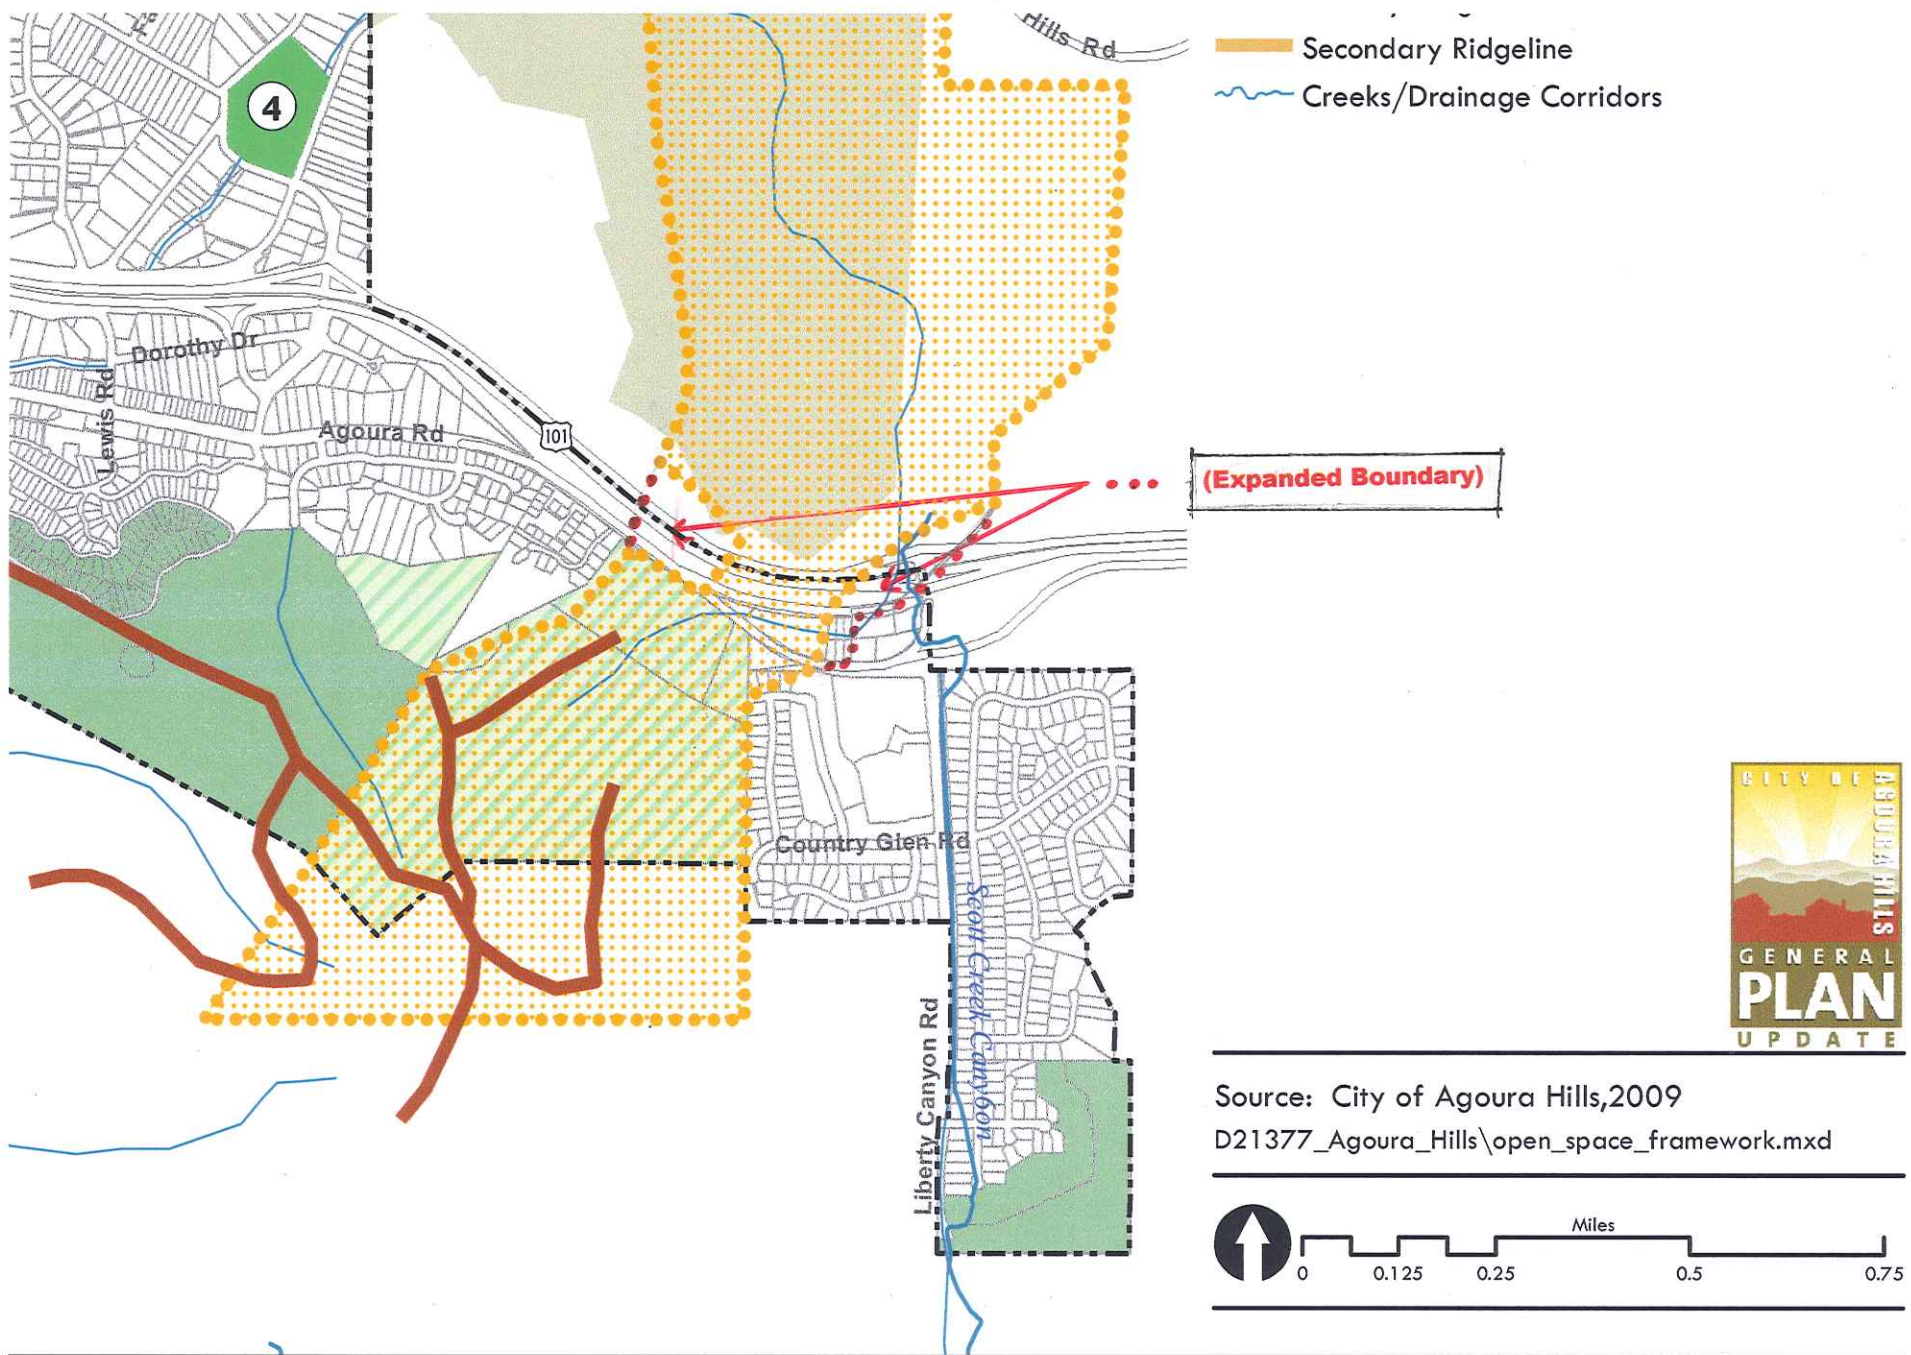 Hills Rd
Secondary Ridgeline
Creeks/Drainage Corridors
4
Dorothy Dr
Lewis Rd
Agoura Rd
101
(Expanded Boundary)
Country Glen Rd
Scott Creek Canybon
Liberty Canyon Rd
CITY OF
AGOURA HILLS
GENERAL
PLAN
UPDATE
Source: City of Agoura Hills,2009
D21377_Agoura_Hills\open_space_framework.mxd
Miles
0 0.125 0.25 0.5 0.75